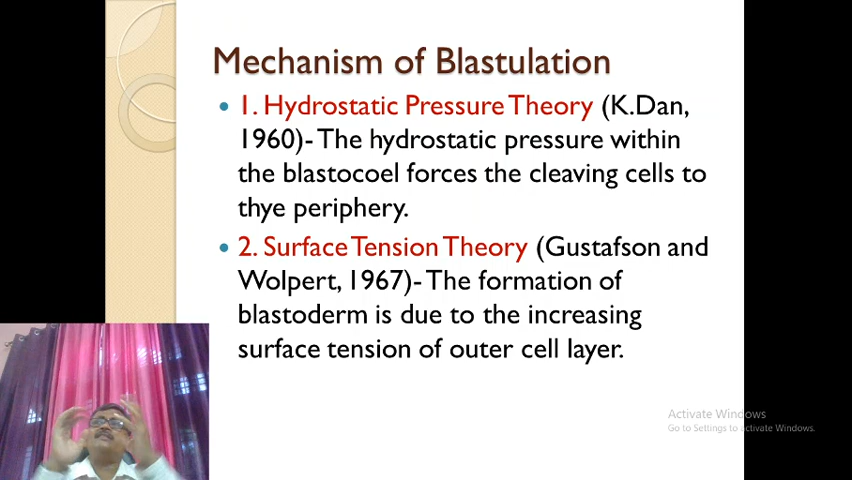 Mechanism of Blastulation
1. Hydrostatic Pressure Theory (K.Dan,
1960)- The hydrostatic pressure within
the blastocoel forces the cleaving cells to
thye periphery.
2. Surface Tension Theory (Gustafson and
Wolpert, 1967)- The formation of
blastoderm is due to the increasing
surface tension of outer cell layer.
Activate Windows
Go to Settings to activate Windows.